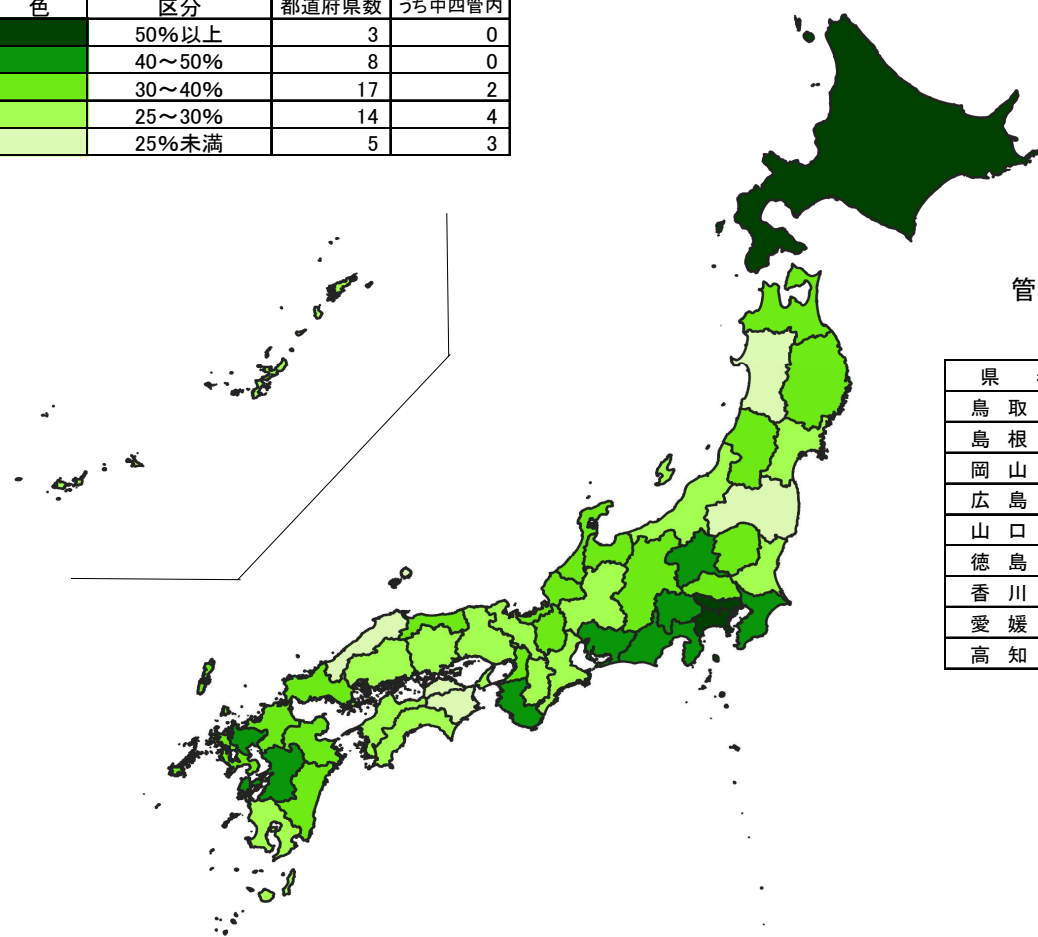 色 区分 都道府県数 うち中四管内
50%以上 3 0
40～50% 8 0
30～40% 17 2
25～30% 14 4
25%未満 5 3
管
県
鳥 取
島 根
岡 山
広 島
山 口
徳 島
香 川
愛 媛
高 知